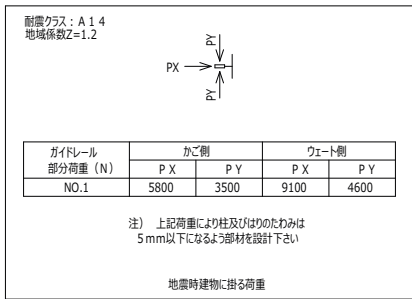 耐震クラス：A１４
地域係数Z=1.2
PY
PX
PY
ガイドレール かご側 ウェート側
部分荷重（N） P X P Y P X P Y
NO.1 5800 3500 9100 4600
注） 上記荷重により柱及びはりのたわみは
5mm以下になるよう部材を設計下さい
地震時建物に掛る荷重